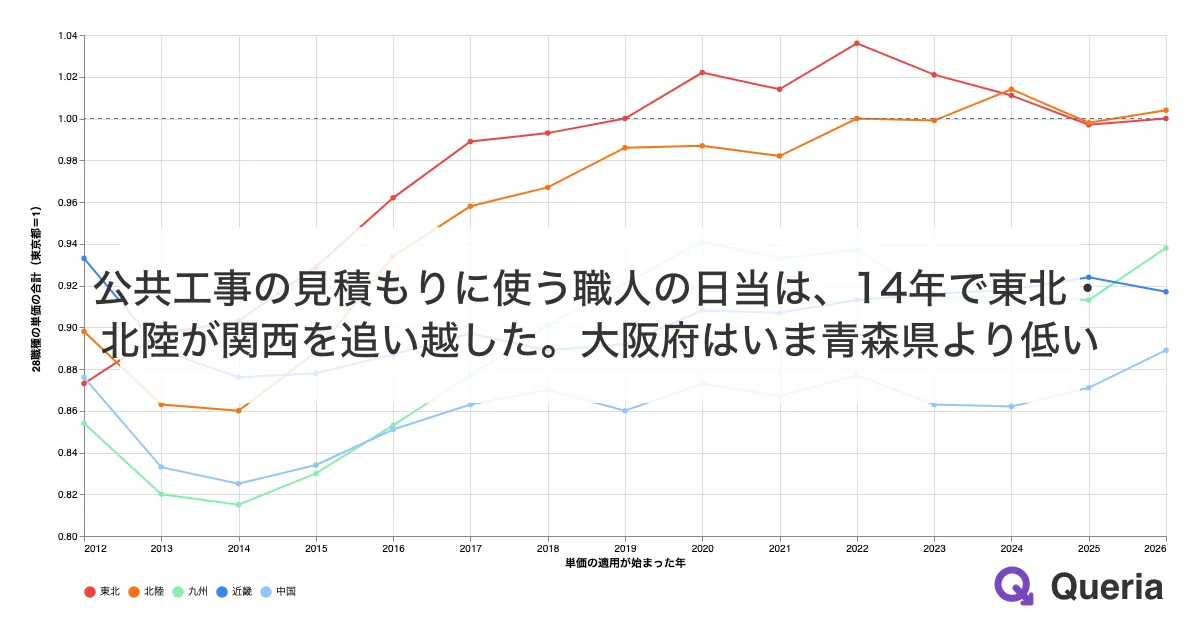 1.04
1.02
1.00
0.98
0.96
0.94
0.92
0.90
0.88
0.86
0.84
0.82
0.80
28職種の単価の合計（東京都＝1）
公共工事の見積もりに使う職人の日当は、14年で東北・
北陸が関西を追い越した。大阪府はいま青森県より低い
2012 2013 2014 2015 2016 2017 2018 2019 2020 2021 2022 2023 2024 2025 2026
単価の適用が始まった年
東北 北陸 九州 近畿 中国
Queria